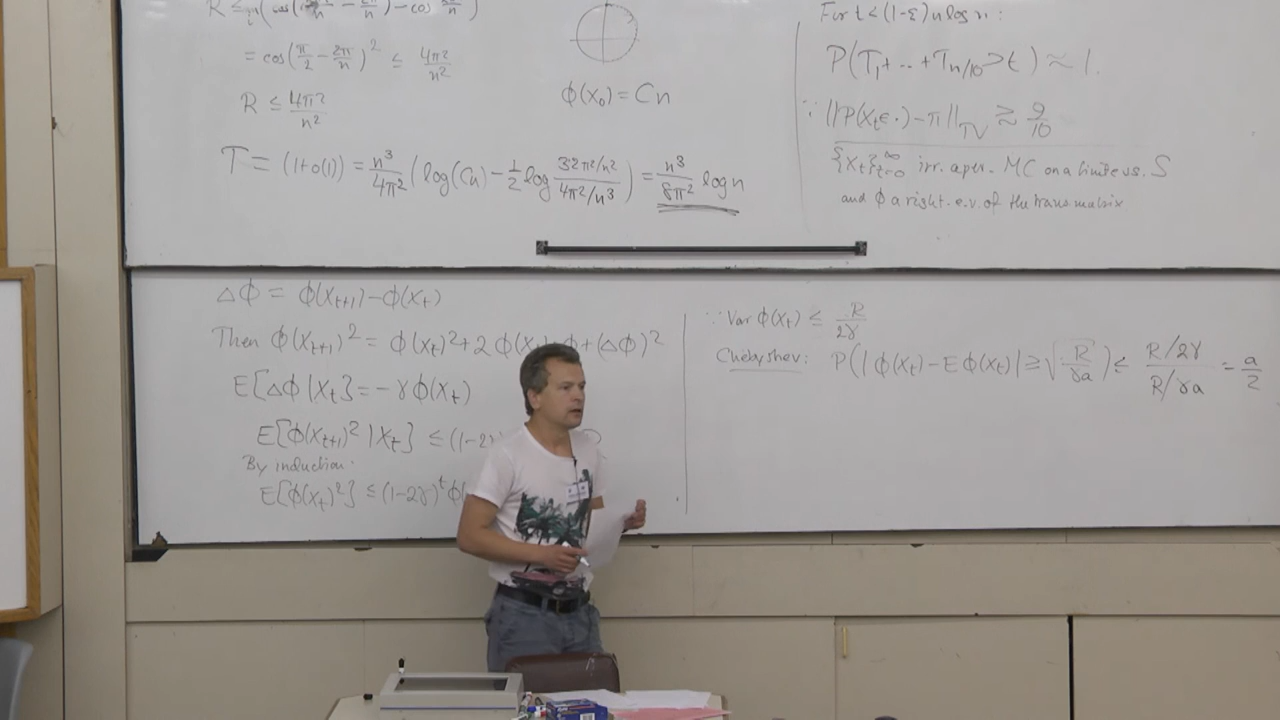 = cos(π/2 - 2π/n)² ≤ 4π²/n²
R ≤ 4π²/n²
T = (1+o(1)) = n³/4π² (log(Cn) - 1/2 log 32π²/n² / 4π²/n³) = n³/8π² log n
φ(x₀) = Cn
For t < (1-ε) n log n :
P(T₁+ -- + Tn/10 > t) ≈ 1.
∵ ||P(Xt ∈ ·) - π||TV ≳ 9/10
{Xt}∞t=0 irr. aper. MC on a finite s.s. S
and φ a right. e.v. of the trans. matrix
Δφ = φ(Xt+1) - φ(Xt)
Then φ(Xt+1)² = φ(Xt)² + 2φ(Xt φ + (Δφ)²
E[Δφ | Xt] = -γφ(Xt)
E[φ(Xt+1)² | Xt] ≤ (1-2γ)
By induction.
E[φ(Xt)²] ≤ (1-2γ)ᵗφ(
∵ Var φ(Xt) ≤ R/2γ
Chebyshev: P(|φ(Xt) - Eφ(Xt)| ≥ √(R/γa)) ≤ R/2γ / R/γa = a/2